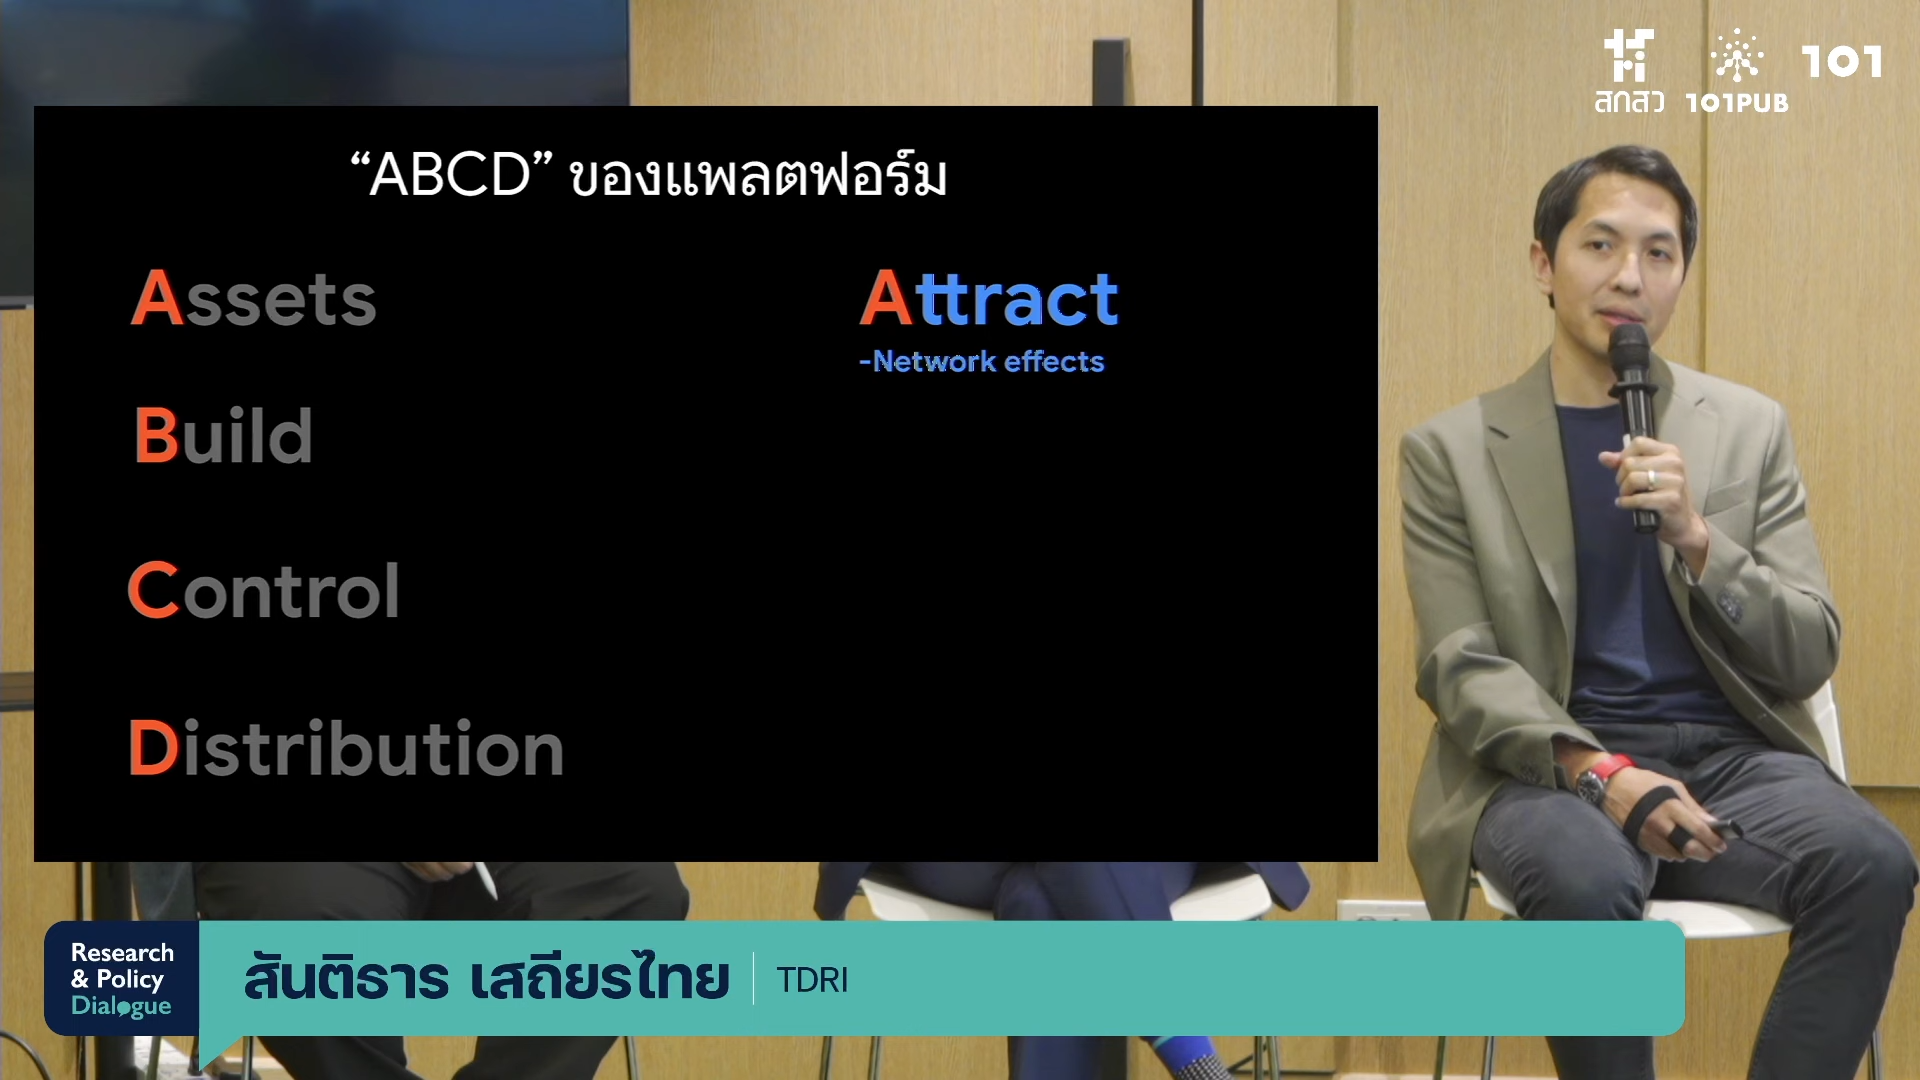 สกสว
101PUB
101
“ABCD” ของแพลตฟอร์ม
Assets
Attract
-Network effects
Build
Control
Distribution
Research
& Policy
Dialogue
สันติธาร เสถียรไทย
TDRI